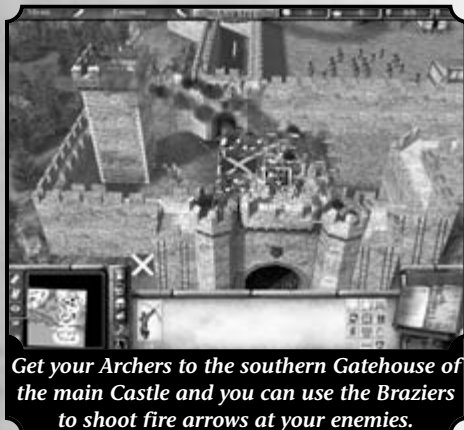 Get your Archers to the southern Gatehouse of
the main Castle and you can use the Braziers
to shoot fire arrows at your enemies.